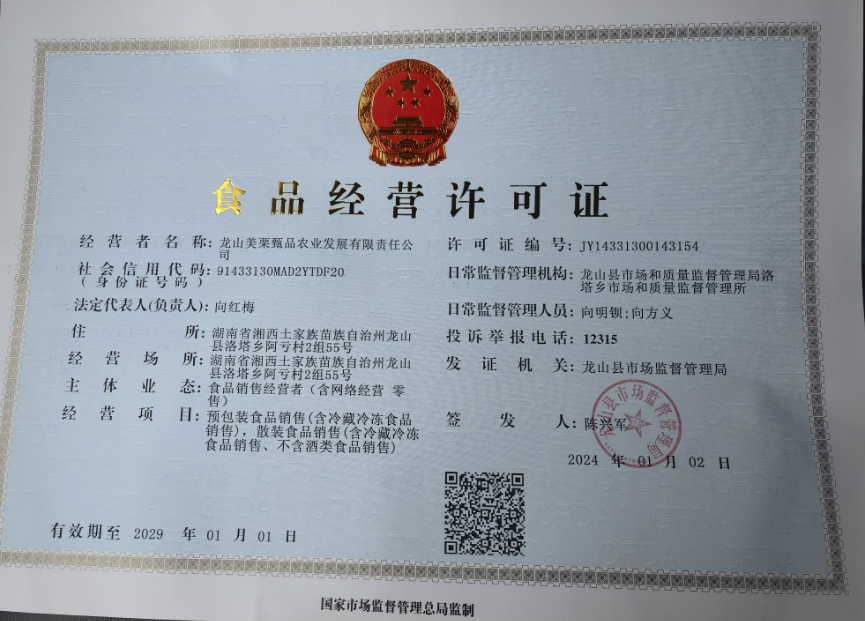 食品经营许可证
经营者名称：龙山美栗甄品农业发展有限责任公
司
社会信用代码：91433130MAD2YTDF20
（身份证号码）
法定代表人(负责人)：向红梅
住所：湖南省湘西土家族苗族自治州龙山
县洛塔乡阿亏村2组55号
经营场所：湖南省湘西土家族苗族自治州龙山
县洛塔乡阿亏村2组55号
主体业态：食品销售经营者（含网络经营 零
售）
经营项目：预包装食品销售(含冷藏冷冻食品
销售)，散装食品销售(含冷藏冷冻
食品销售、不含酒类食品销售)
有效期至 2029 年 01 月 01 日
许可证编号：JY14331300143154
日常监督管理机构：龙山县市场和质量监督管理局洛
塔乡市场和质量监督管理所
日常监督管理人员：向明钡;向方义
投诉举报电话：12315
发证机关：龙山县市场监督管理局
签发人：陈兴军
龙山县市场监督管理局
2024 年 01 月 02 日
国家市场监督管理总局监制